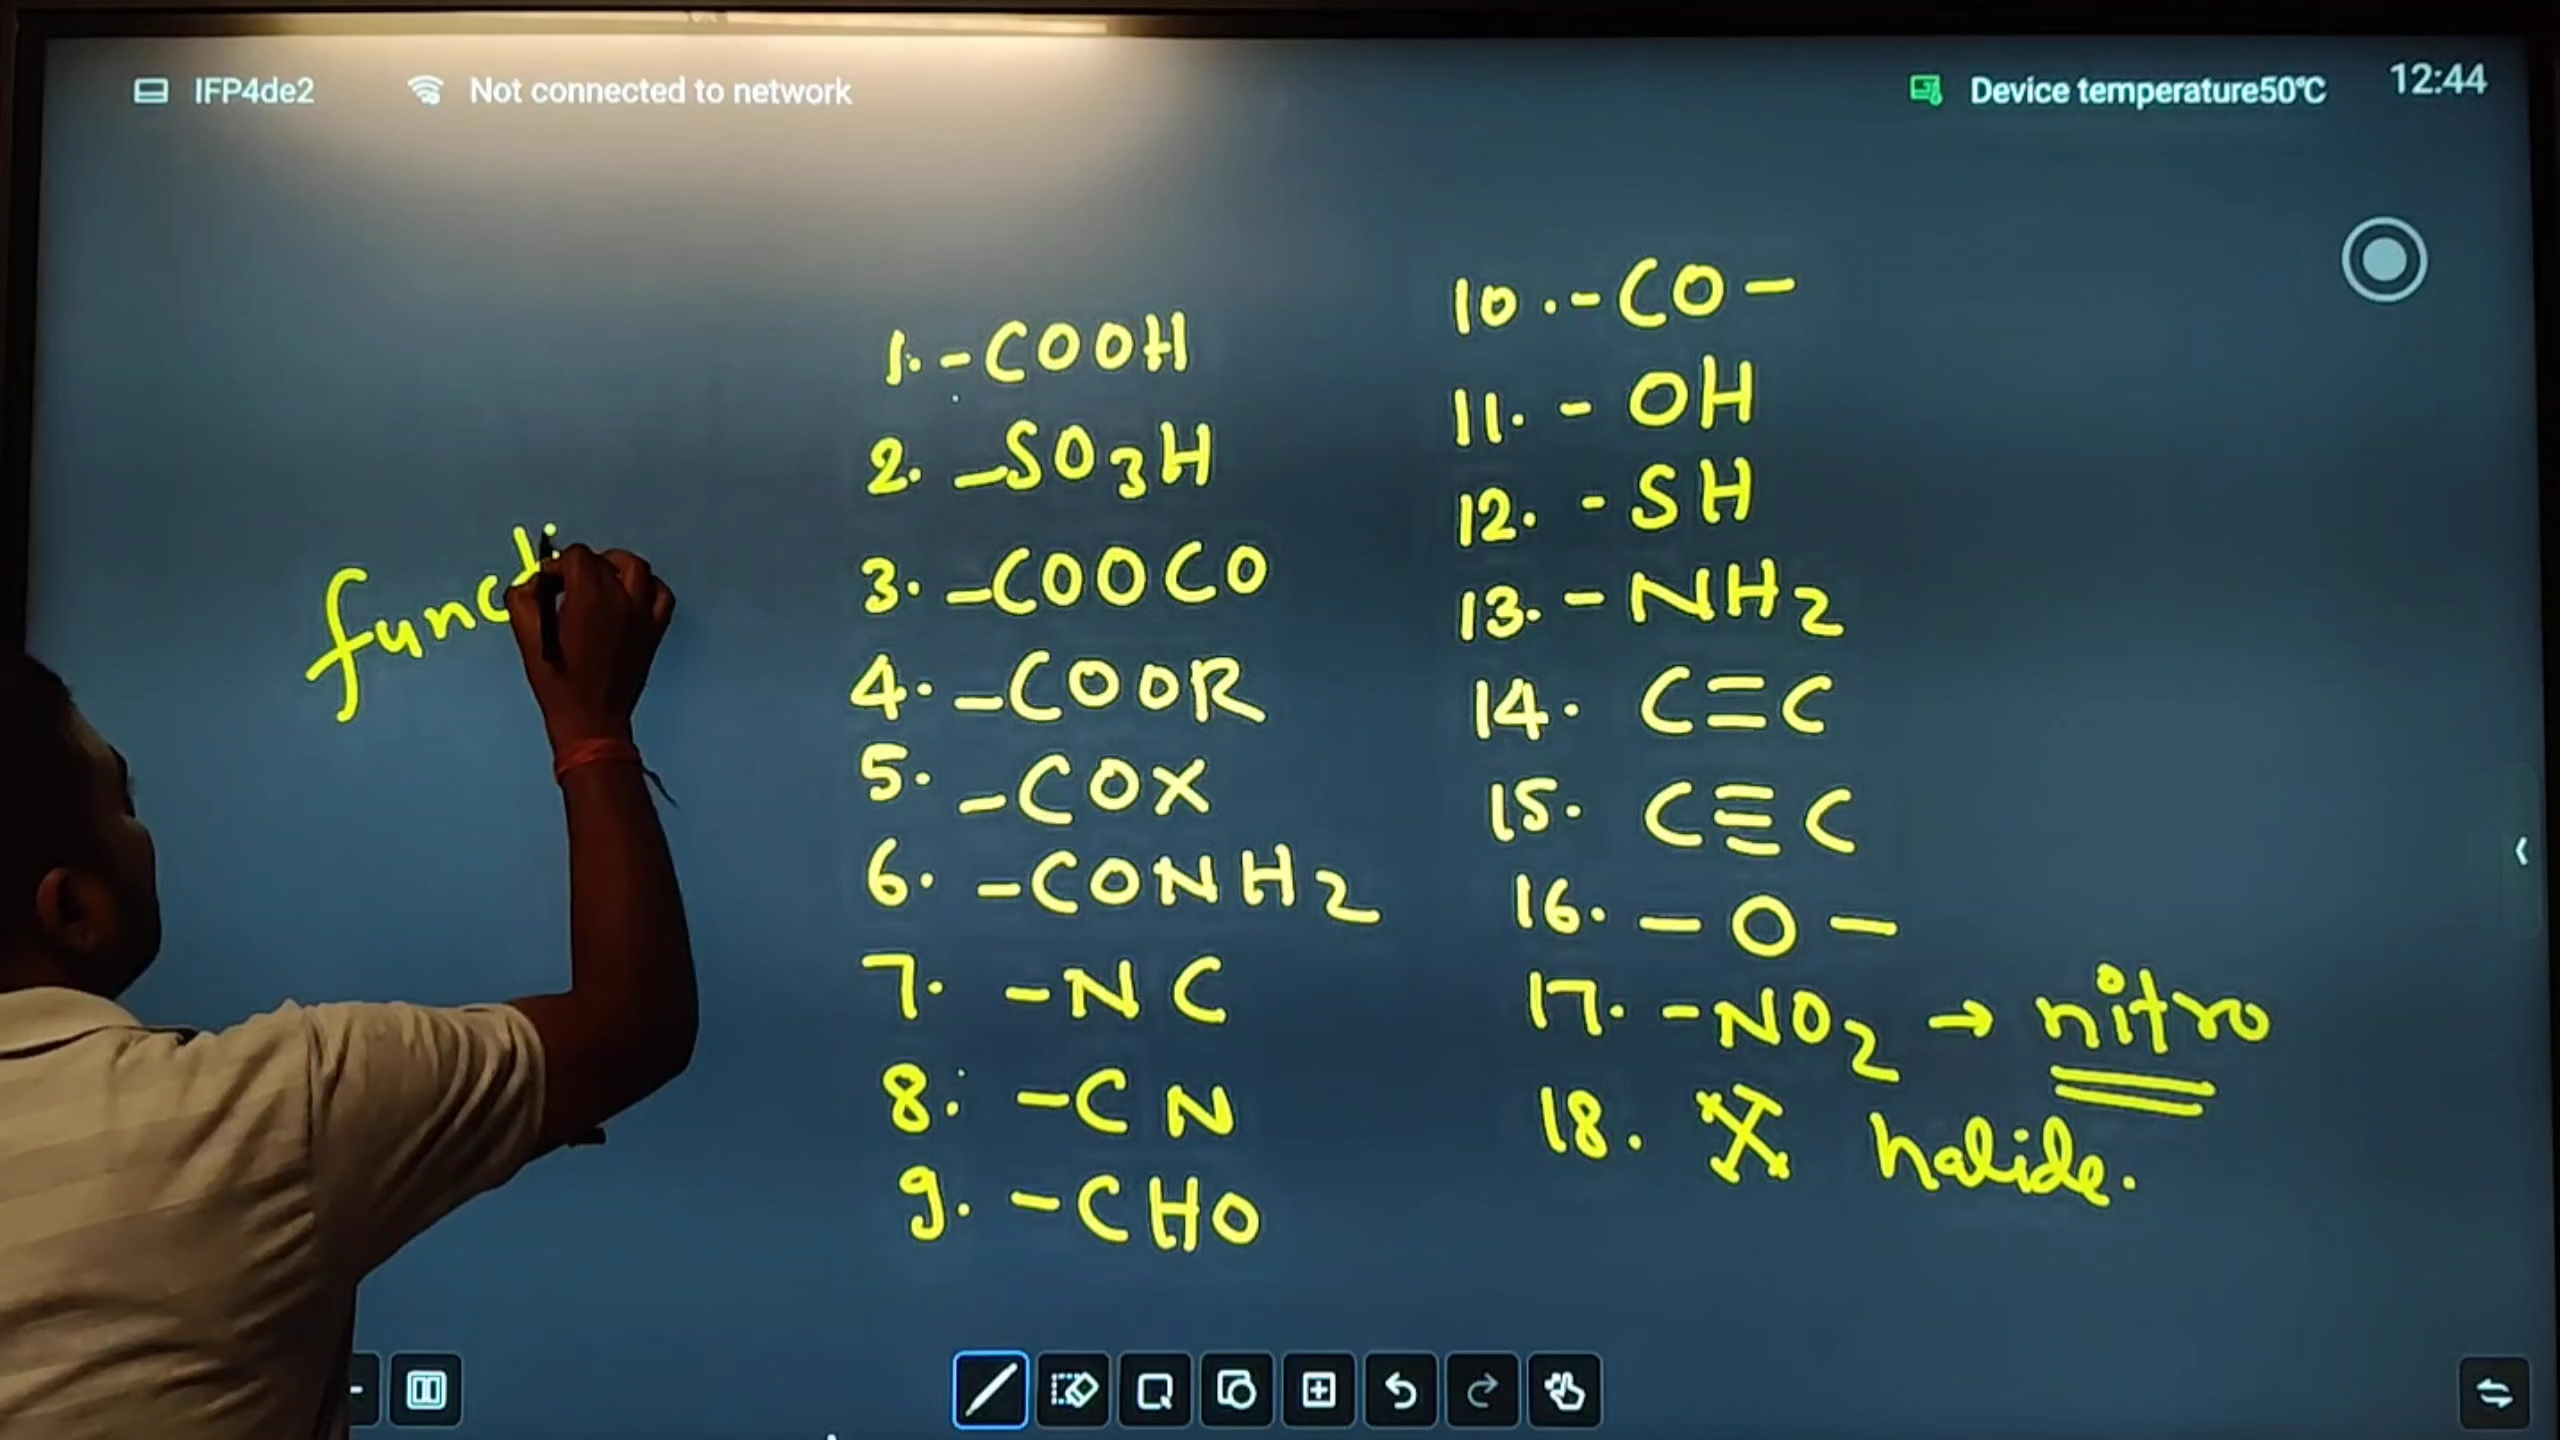 IFP4de2 Not connected to network Device temperature50℃ 12:44
functi
1. -COOH
2. -SO3H
3. -COOCO
4. -COOR
5. -COX
6. -CONH2
7. -NC
8. -CN
9. -CHO
10. -CO-
11. -OH
12. -SH
13. -NH2
14. C=C
15. C≡C
16. -O-
17. -NO2 → nitro
18. X halide.